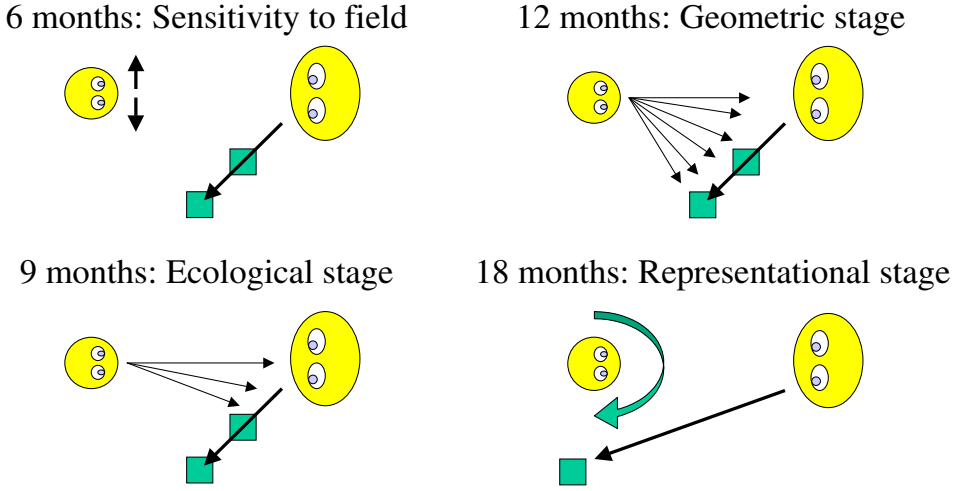 6 months: Sensitivity to field
12 months: Geometric stage
9 months: Ecological stage
18 months: Representational stage